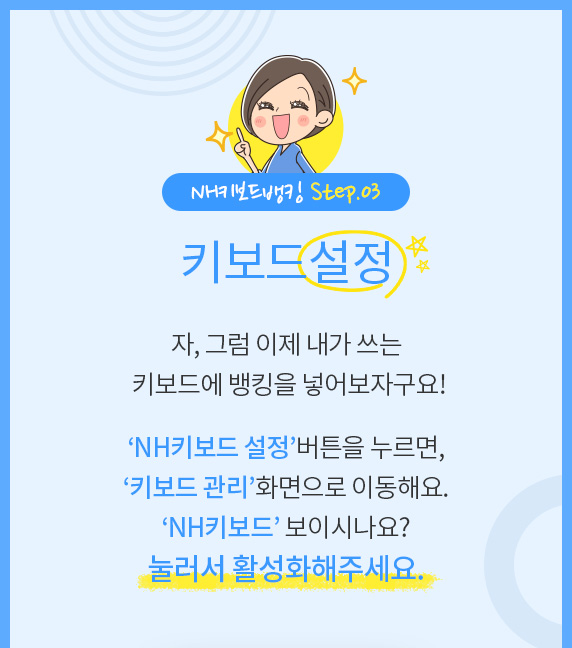 NH키보드뱅킹 Step.03
키보드설정
자, 그럼 이제 내가 쓰는
키보드에 뱅킹을 넣어보자구요!
‘NH키보드 설정’버튼을 누르면,
‘키보드 관리’화면으로 이동해요.
‘NH키보드’ 보이시나요?
눌러서 활성화해주세요.